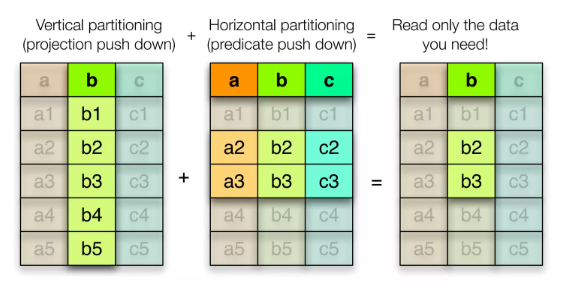 Vertical partitioning
(projection push down)
+
Horizontal partitioning
(predicate push down)
=
Read only the data
you need!
a b c
a1 b1 c1
a2 b2 c2
a3 b3 c3
a4 b4 c4
a5 b5 c5
+
a b c
a1 b1 c1
a2 b2 c2
a3 b3 c3
a4 b4 c4
a5 b5 c5
=
a b c
a1 b1 c1
a2 b2 c2
a3 b3 c3
a4 b4 c4
a5 b5 c5